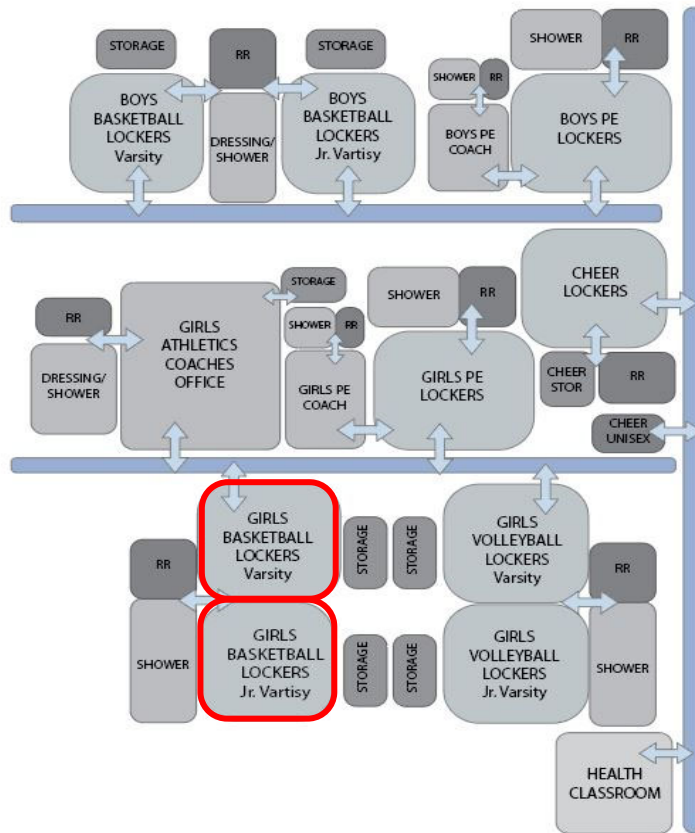 STORAGE
RR
STORAGE
BOYS
BASKETBALL
LOCKERS
Varsity
DRESSING/
SHOWER
BOYS
BASKETBALL
LOCKERS
Jr. Vartisy
SHOWER
RR
SHOWER
RR
BOYS PE
COACH
BOYS PE
LOCKERS
RR
DRESSING/
SHOWER
GIRLS
ATHLETICS
COACHES
OFFICE
STORAGE
SHOWER
RR
GIRLS PE
COACH
SHOWER
RR
GIRLS PE
LOCKERS
CHEER
LOCKERS
CHEER
STOR
RR
CHEER
UNISEX
GIRLS
BASKETBALL
LOCKERS
Varsity
STORAGE
STORAGE
GIRLS
VOLLEYBALL
LOCKERS
Varsity
RR
RR
SHOWER
GIRLS
BASKETBALL
LOCKERS
Jr. Vartisy
STORAGE
STORAGE
GIRLS
VOLLEYBALL
LOCKERS
Jr. Varsity
SHOWER
HEALTH
CLASSROOM